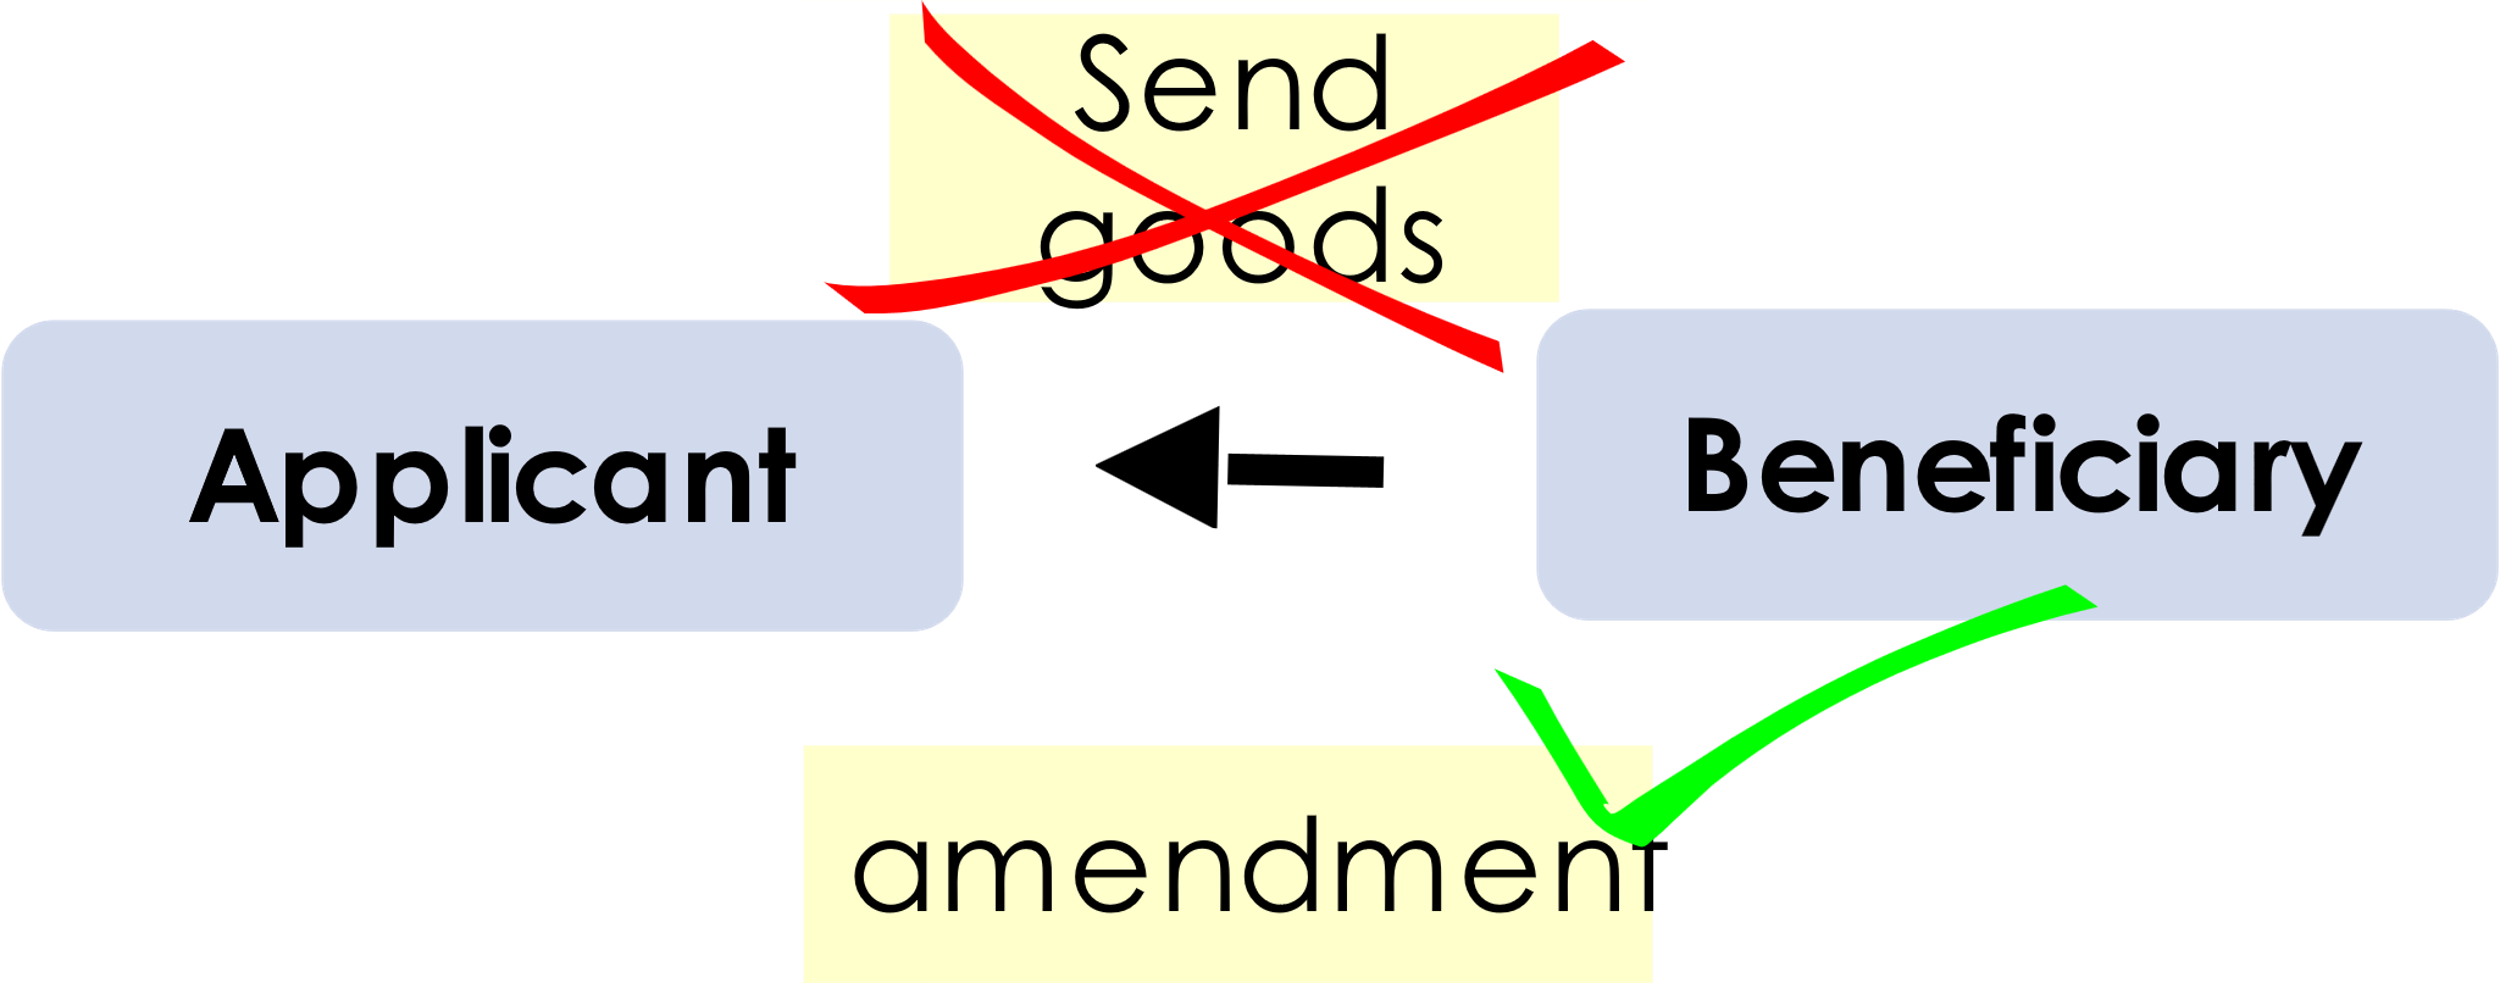 Send
goods
Applicant
Beneficiary
amendment